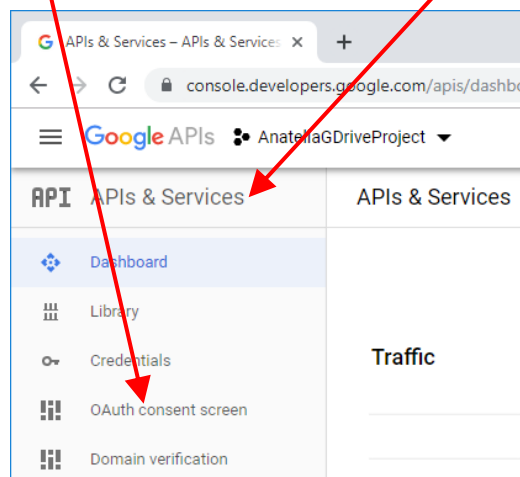 APIs & Services – APIs & Services
console.developers.google.com/apis/dashbo
Google APIs AnatellaGDriveProject
API APIs & Services APIs & Services
Dashboard
Library
Credentials
Traffic
OAuth consent screen
Domain verification